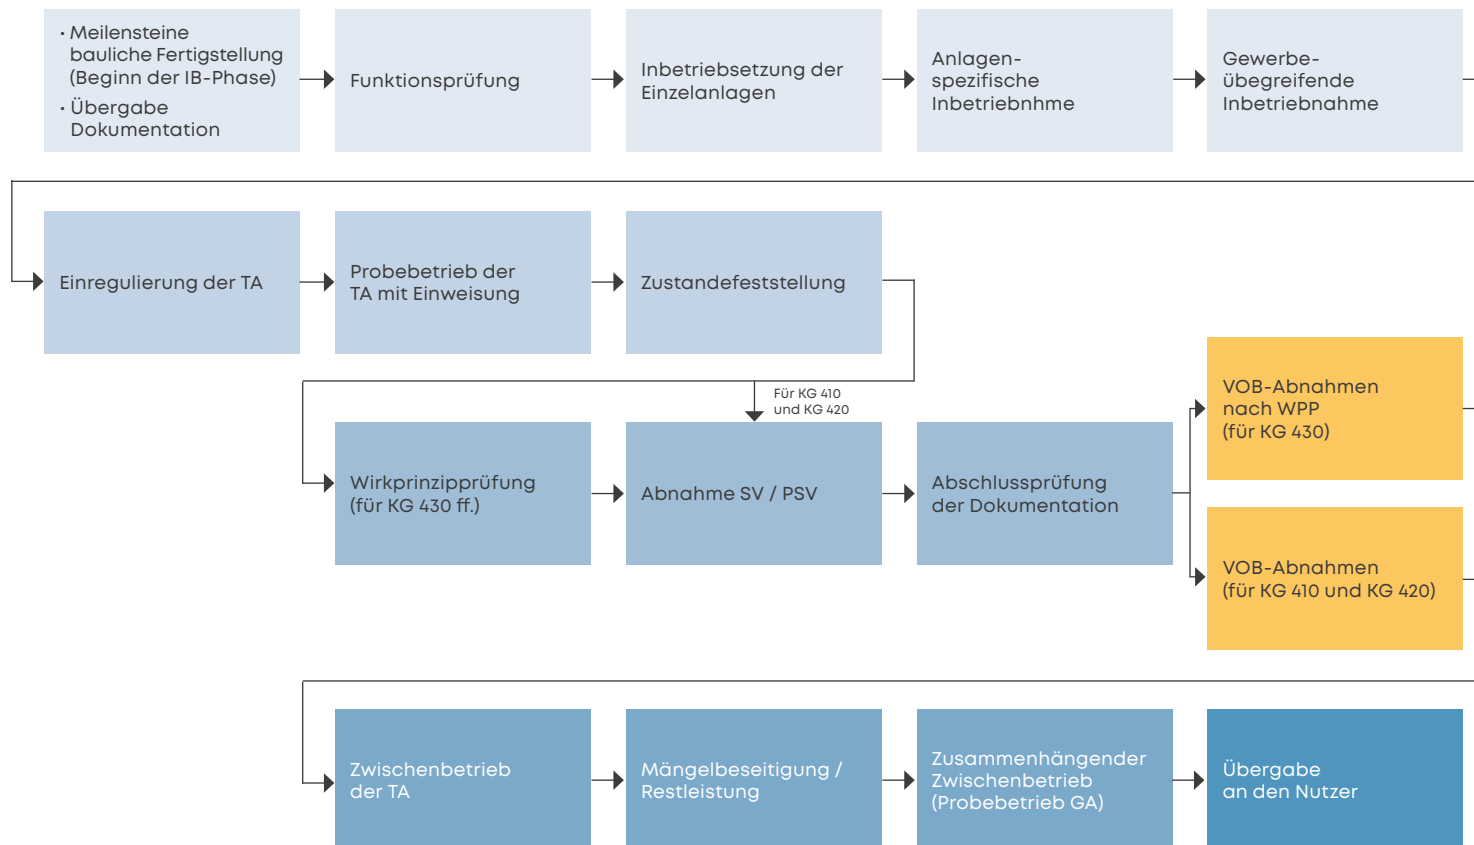 · Meilensteine
bauliche Fertigstellung
(Beginn der IB-Phase)
· Übergabe
Dokumentation
Funktionsprüfung
Inbetriebsetzung der
Einzelanlagen
Anlagen-
spezifische
Inbetriebnhme
Gewerbe-
übegreifende
Inbetriebnahme
Einregulierung der TA
Probebetrieb der
TA mit Einweisung
Zustandefeststellung
Für KG 410
und KG 420
Wirkprinzipprüfung
(für KG 430 ff.)
Abnahme SV / PSV
Abschlussprüfung
der Dokumentation
VOB-Abnahmen
nach WPP
(für KG 430)
VOB-Abnahmen
(für KG 410 und KG 420)
Zwischenbetrieb
der TA
Mängelbeseitigung /
Restleistung
Zusammenhängender
Zwischenbetrieb
(Probebetrieb GA)
Übergabe
an den Nutzer